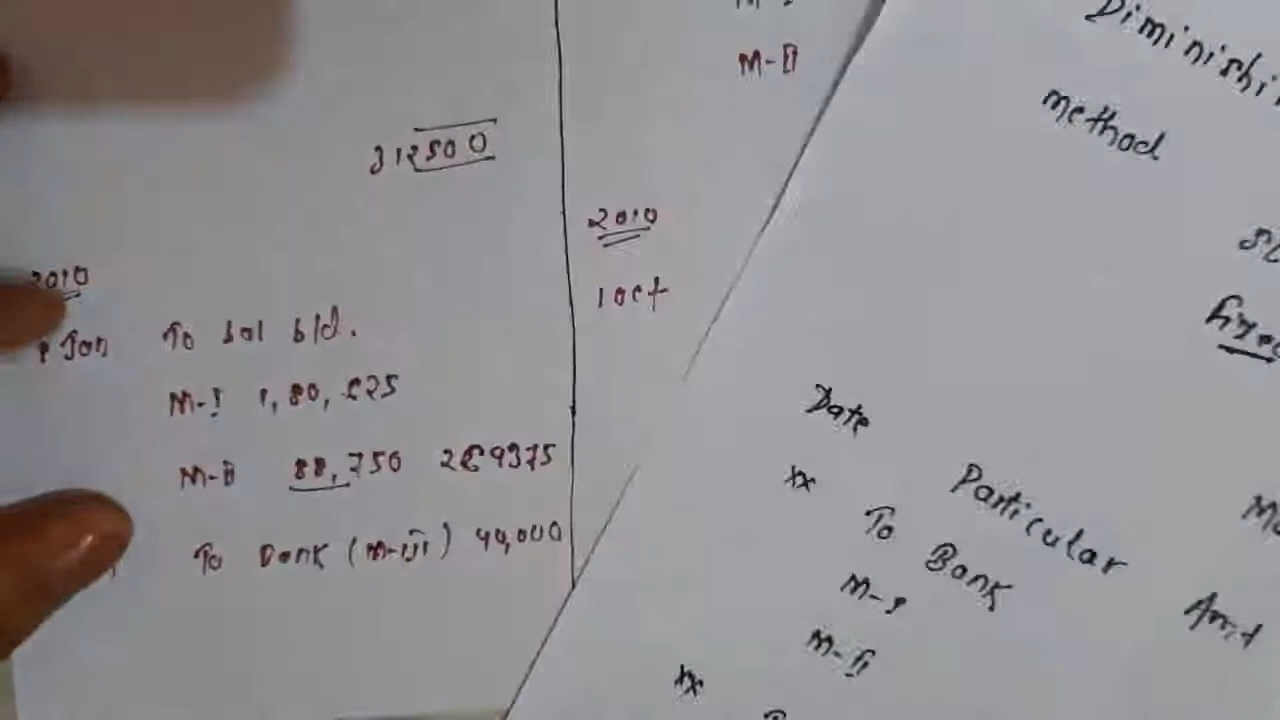 M-II
312500
2010
2010
1 Oct
Jan To bal b/d.
M-I 1,80,625
M-II 88,750 269375
To Bank (M-III) 40,000
Diminishi
method
Fixe
Date Particular Amt
xx To Bank
M-I
M-II
xx